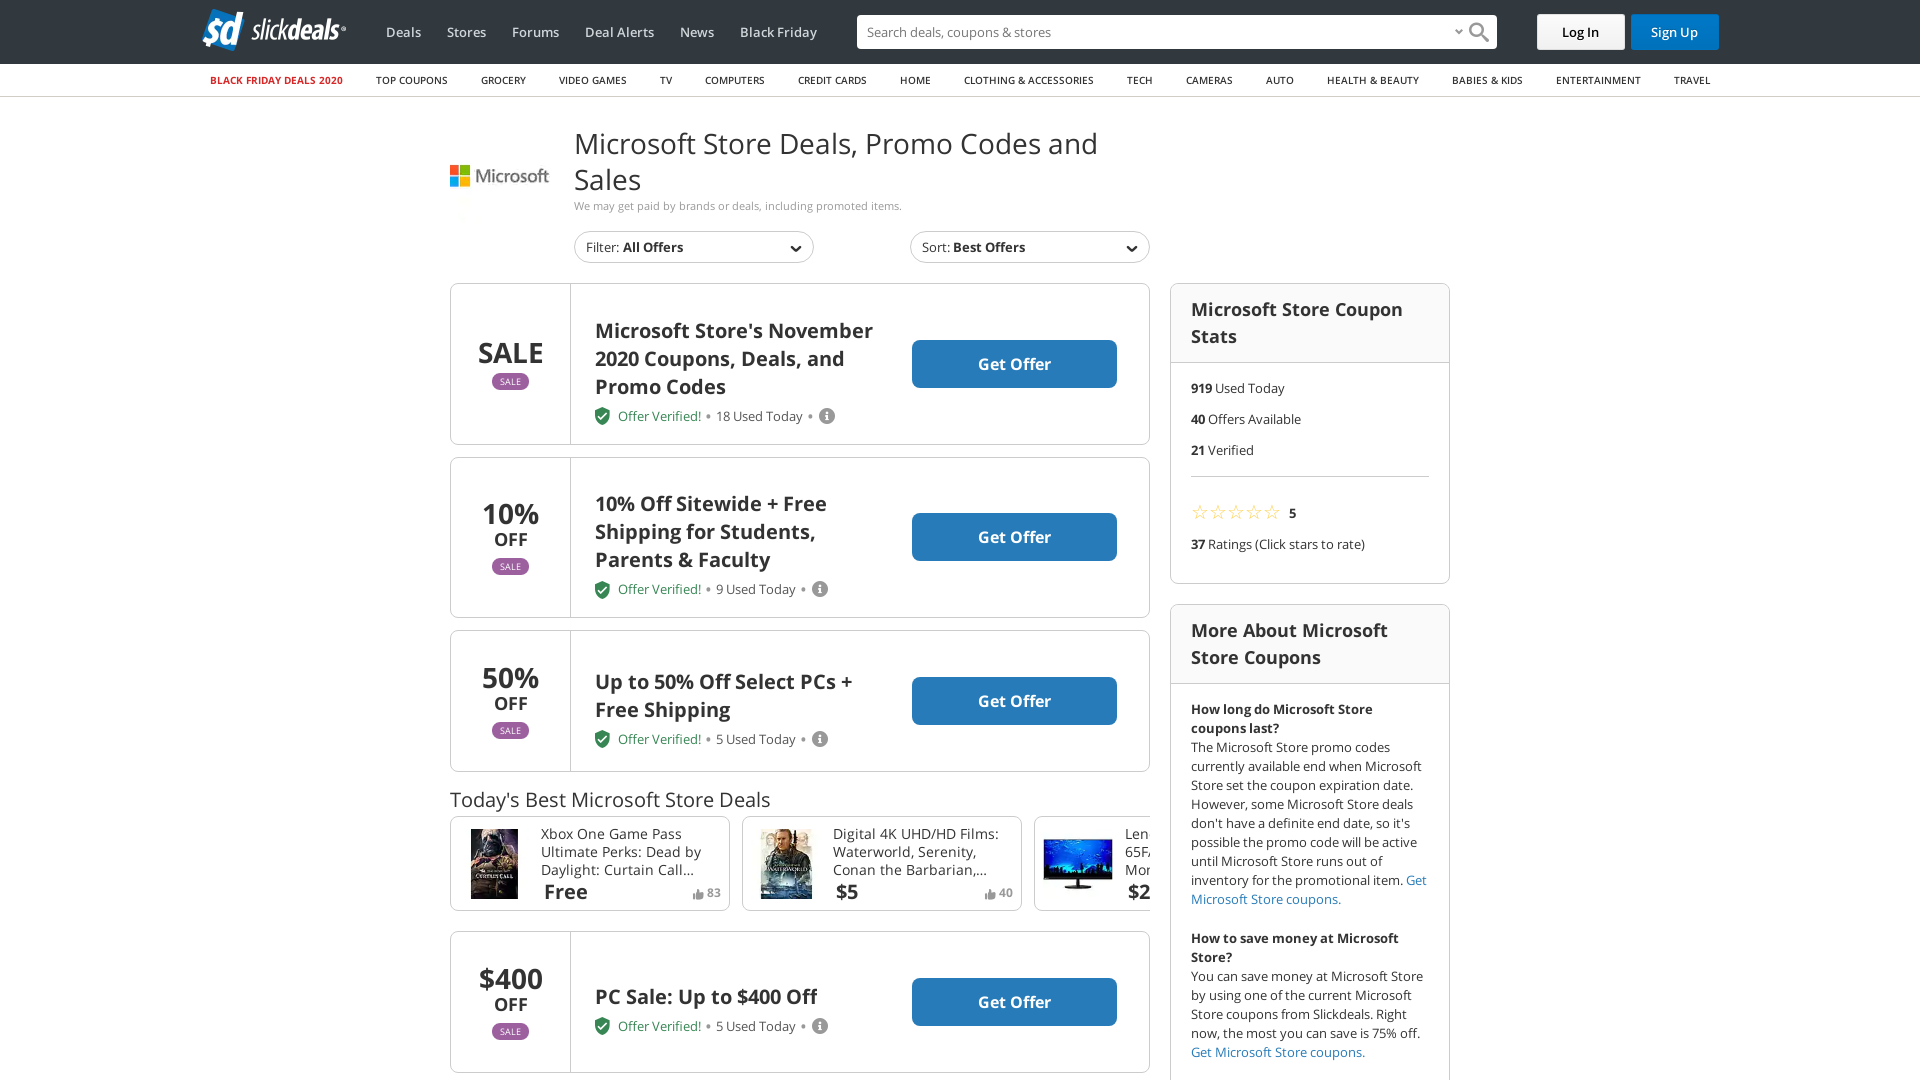 sd slickdeals
Deals Stores Forums Deal Alerts News Black Friday
Search deals, coupons & stores
Log In
Sign Up
BLACK FRIDAY DEALS 2020 TOP COUPONS GROCERY VIDEO GAMES TV COMPUTERS CREDIT CARDS HOME CLOTHING & ACCESSORIES TECH CAMERAS AUTO HEALTH & BEAUTY BABIES & KIDS ENTERTAINMENT TRAVEL
Microsoft
Microsoft Store Deals, Promo Codes and
Sales
We may get paid by brands or deals, including promoted items.
Filter: All Offers
Sort: Best Offers
SALE
SALE
Microsoft Store's November
2020 Coupons, Deals, and
Promo Codes
Offer Verified! • 18 Used Today •
Get Offer
10%
OFF
SALE
10% Off Sitewide + Free
Shipping for Students,
Parents & Faculty
Offer Verified! • 9 Used Today •
Get Offer
50%
OFF
SALE
Up to 50% Off Select PCs +
Free Shipping
Offer Verified! • 5 Used Today •
Get Offer
Today's Best Microsoft Store Deals
CURTAIN CALL
Xbox One Game Pass
Ultimate Perks: Dead by
Daylight: Curtain Call...
Free
83
WATERWORLD
Digital 4K UHD/HD Films:
Waterworld, Serenity,
Conan the Barbarian,...
$5
40
Len
65F
Mor
$2
$400
OFF
SALE
PC Sale: Up to $400 Off
Offer Verified! • 5 Used Today •
Get Offer
Microsoft Store Coupon
Stats
919 Used Today
40 Offers Available
21 Verified
5
37 Ratings (Click stars to rate)
More About Microsoft
Store Coupons
How long do Microsoft Store
coupons last?
The Microsoft Store promo codes
currently available end when Microsoft
Store set the coupon expiration date.
However, some Microsoft Store deals
don't have a definite end date, so it's
possible the promo code will be active
until Microsoft Store runs out of
inventory for the promotional item. Get
Microsoft Store coupons.
How to save money at Microsoft
Store?
You can save money at Microsoft Store
by using one of the current Microsoft
Store coupons from Slickdeals. Right
now, the most you can save is 75% off.
Get Microsoft Store coupons.